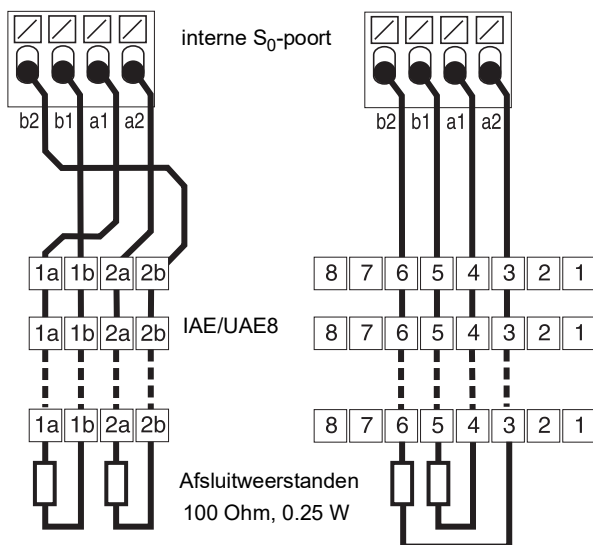 interne S0-poort
b2 b1 a1 a2
b2 b1 a1 a2
1a 1b 2a 2b
8 7 6 5 4 3 2 1
1a 1b 2a 2b
IAE/UAE8
8 7 6 5 4 3 2 1
1a 1b 2a 2b
8 7 6 5 4 3 2 1
Afsluitweerstanden
100 Ohm, 0.25 W